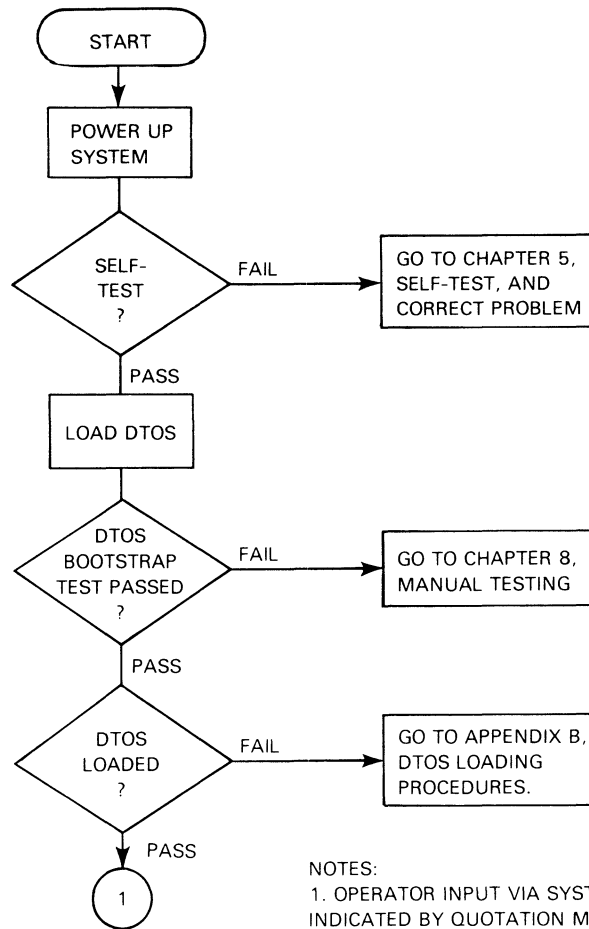 START
POWER UP
SYSTEM
SELF-
TEST
?
FAIL
GO TO CHAPTER 5,
SELF-TEST, AND
CORRECT PROBLEM
PASS
LOAD DTOS
DTOS
BOOTSTRAP
TEST PASSED
?
FAIL
GO TO CHAPTER 8,
MANUAL TESTING
PASS
DTOS
LOADED
?
FAIL
GO TO APPENDIX B,
DTOS LOADING
PROCEDURES.
PASS
1
NOTES:
1. OPERATOR INPUT VIA SYST
INDICATED BY QUOTATION M